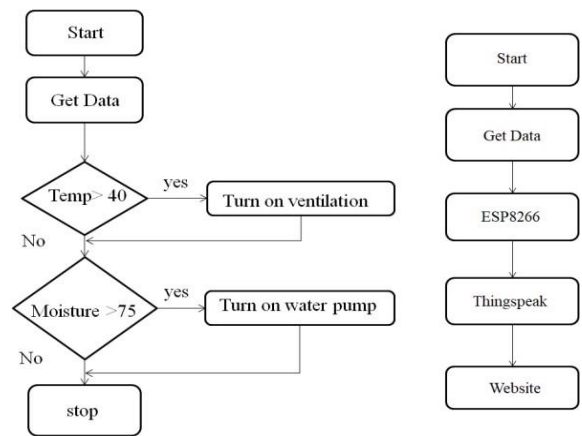 Start
Get Data
Temp> 40
yes
Turn on ventilation
No
Moisture >75
yes
Turn on water pump
No
stop
Start
Get Data
ESP8266
Thingspeak
Website